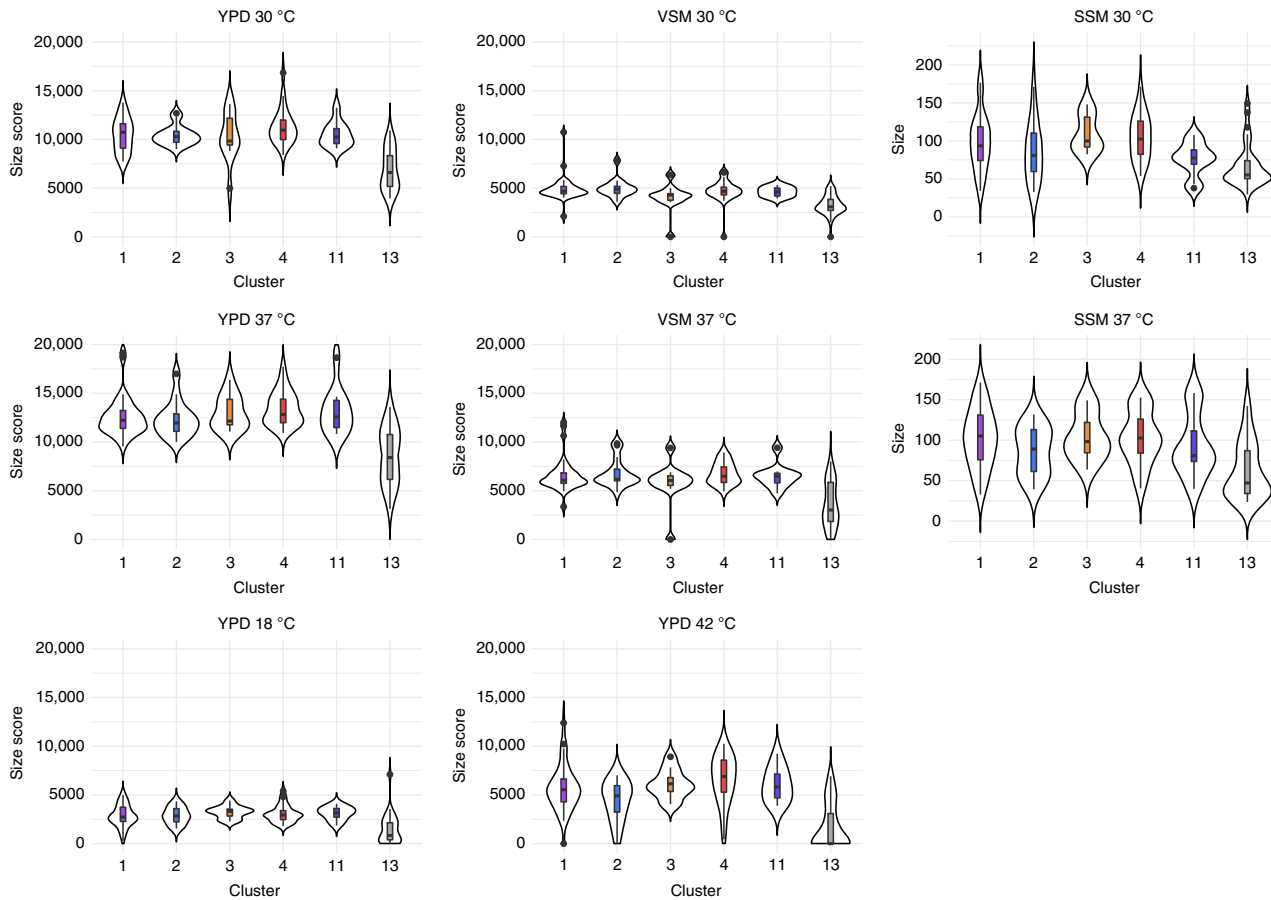 YPD 30 °C
20,000
15,000
10,000
5000
0
Size score
1 2 3 4 11 13
Cluster
VSM 30 °C
20,000
15,000
10,000
5000
0
Size score
1 2 3 4 11 13
Cluster
SSM 30 °C
200
150
100
50
0
Size
1 2 3 4 11 13
Cluster
YPD 37 °C
20,000
15,000
10,000
5000
0
Size score
1 2 3 4 11 13
Cluster
VSM 37 °C
20,000
15,000
10,000
5000
0
Size score
1 2 3 4 11 13
Cluster
SSM 37 °C
200
150
100
50
0
Size
1 2 3 4 11 13
Cluster
YPD 18 °C
20,000
15,000
10,000
5000
0
Size score
1 2 3 4 11 13
Cluster
YPD 42 °C
20,000
15,000
10,000
5000
0
Size score
1 2 3 4 11 13
Cluster